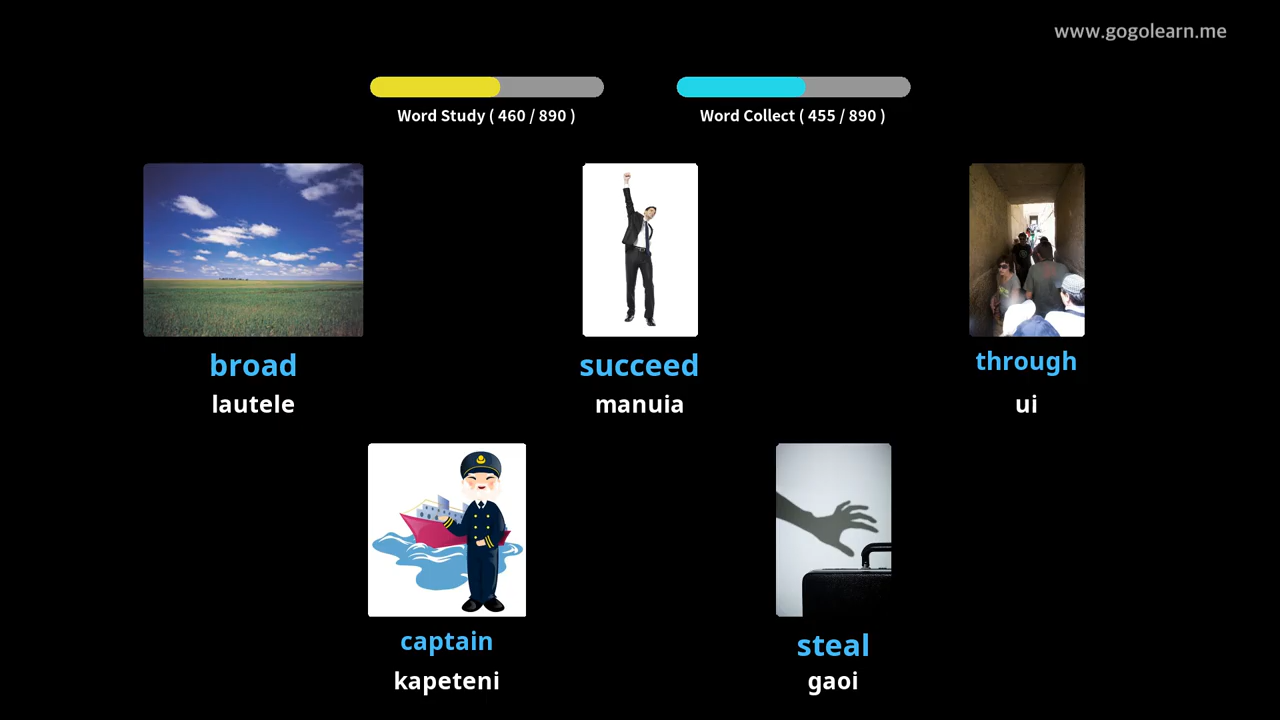 www.gogolearn.me
Word Study ( 460 / 890 )
Word Collect ( 455 / 890 )
broad
lautele
succeed
manuia
through
ui
captain
kapeteni
steal
gaoi